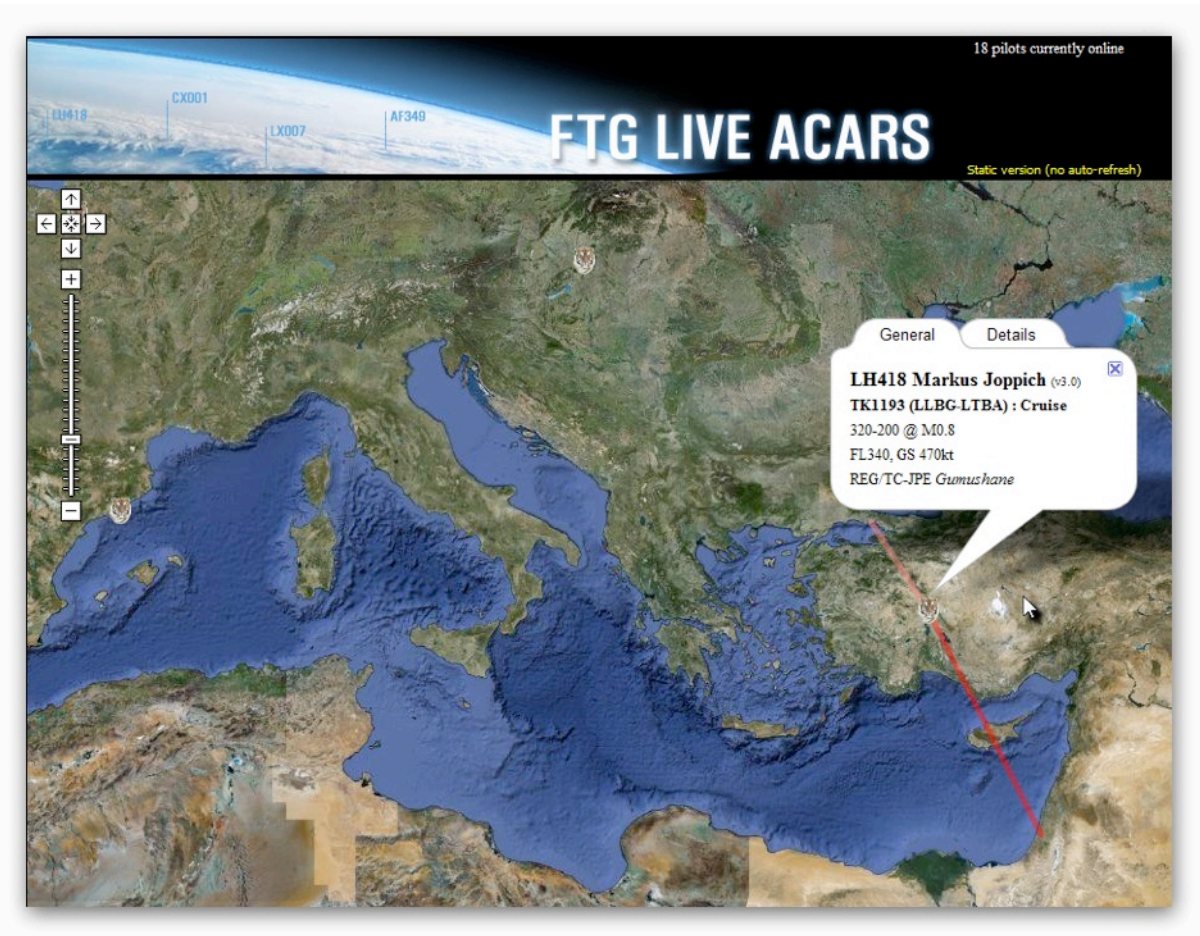 18 pilots currently online
CX001
LU418
AF349
LX007
FTG LIVE ACARS
Static version (no auto-refresh)
General
Details
LH418 Markus Joppich (v3.0)
TK1193 (LLBG-LTBA) : Cruise
320-200 @ M0.8
FL340, GS 470kt
REG/TC-JPE Gumushane